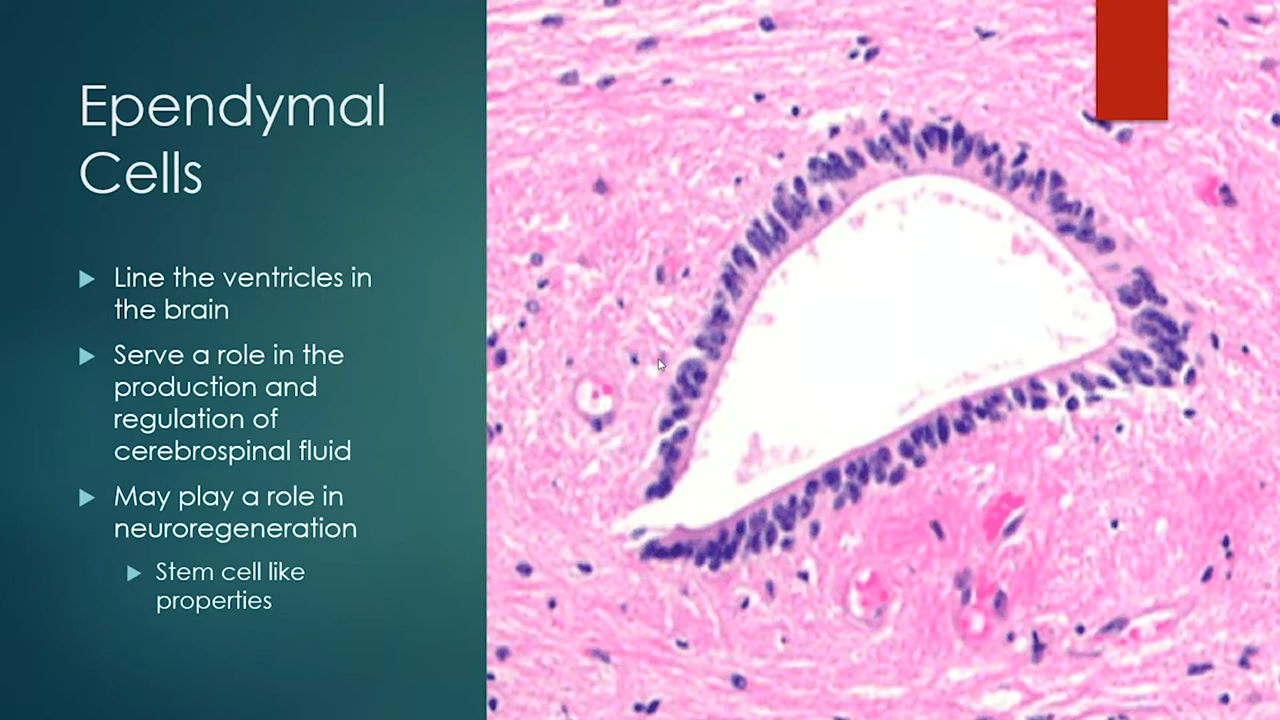 Ependymal
Cells
Line the ventricles in
the brain
Serve a role in the
production and
regulation of
cerebrospinal fluid
May play a role in
neuroregeneration
Stem cell like
properties